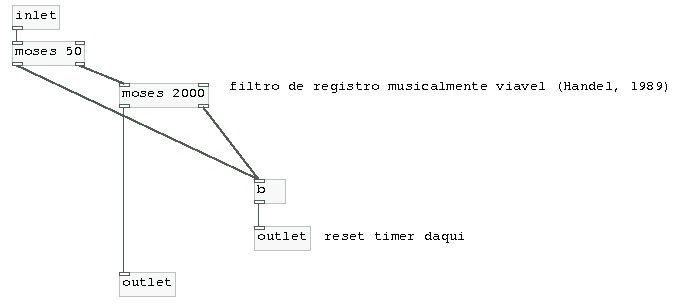 inlet
moses 50
moses 2000
filtro de registro musicalmente viavel (Handel, 1989)
b
outlet
reset timer daqui
outlet